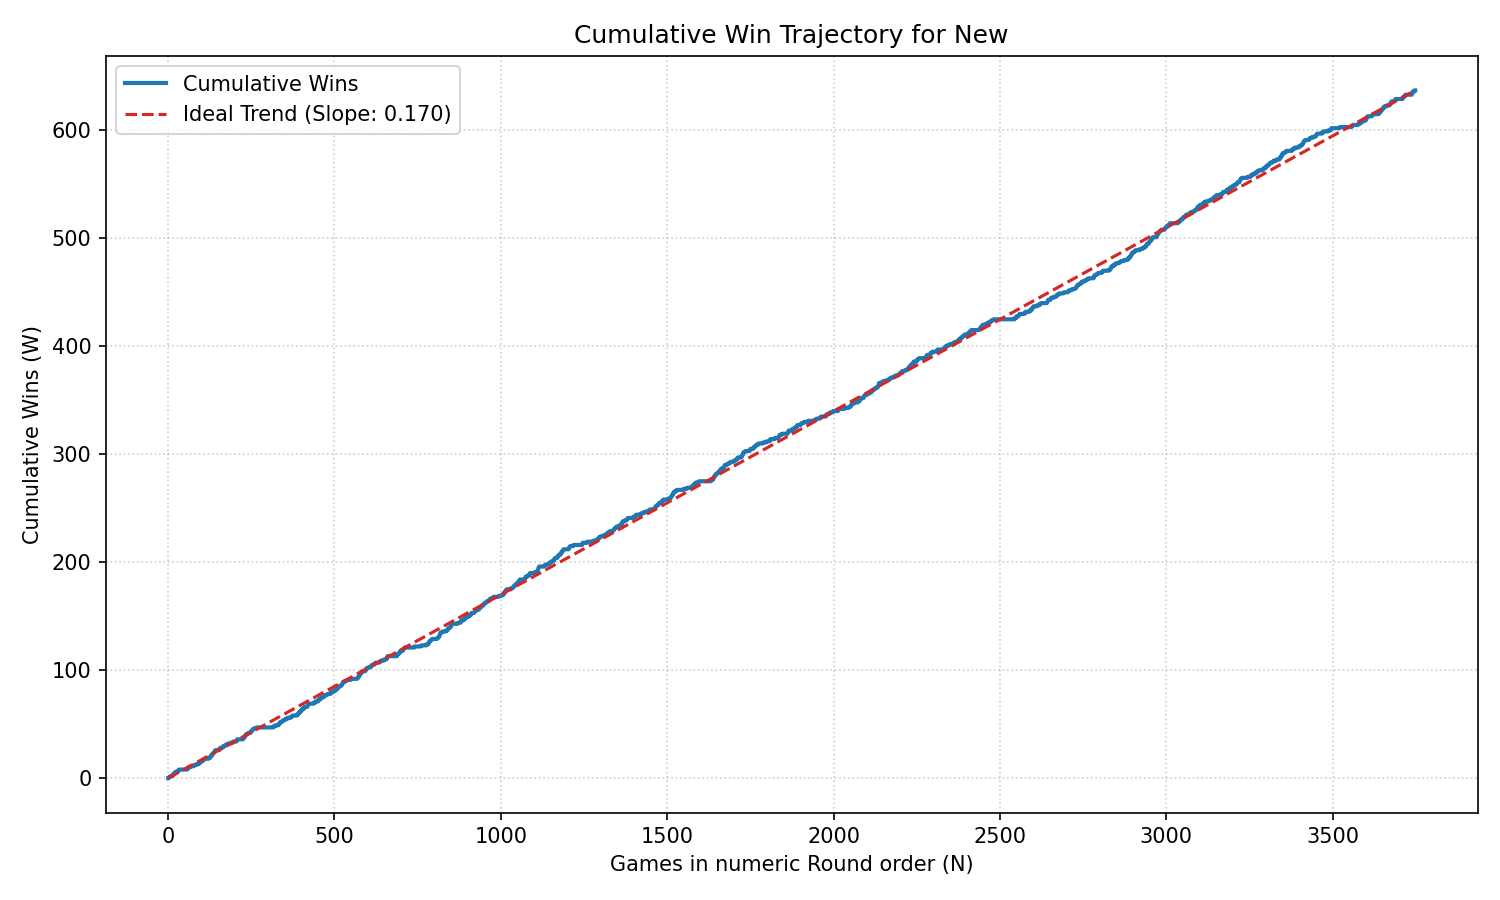 Cumulative Win Trajectory for New
Cumulative Wins
Ideal Trend (Slope: 0.170)
Cumulative Wins (W)
600
500
400
300
200
100
0
0 500 1000 1500 2000 2500 3000 3500
Games in numeric Round order (N)